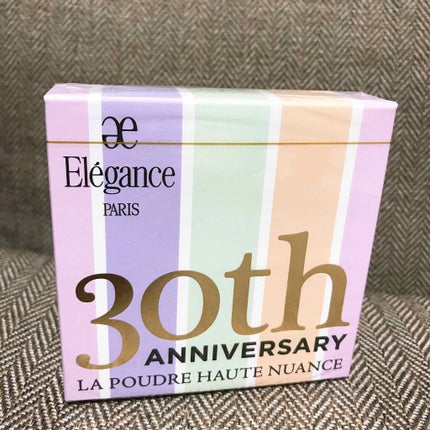 æ
Elégance
PARIS
30th
ANNIVERSARY
LA POUDRE HAUTE NUANCE